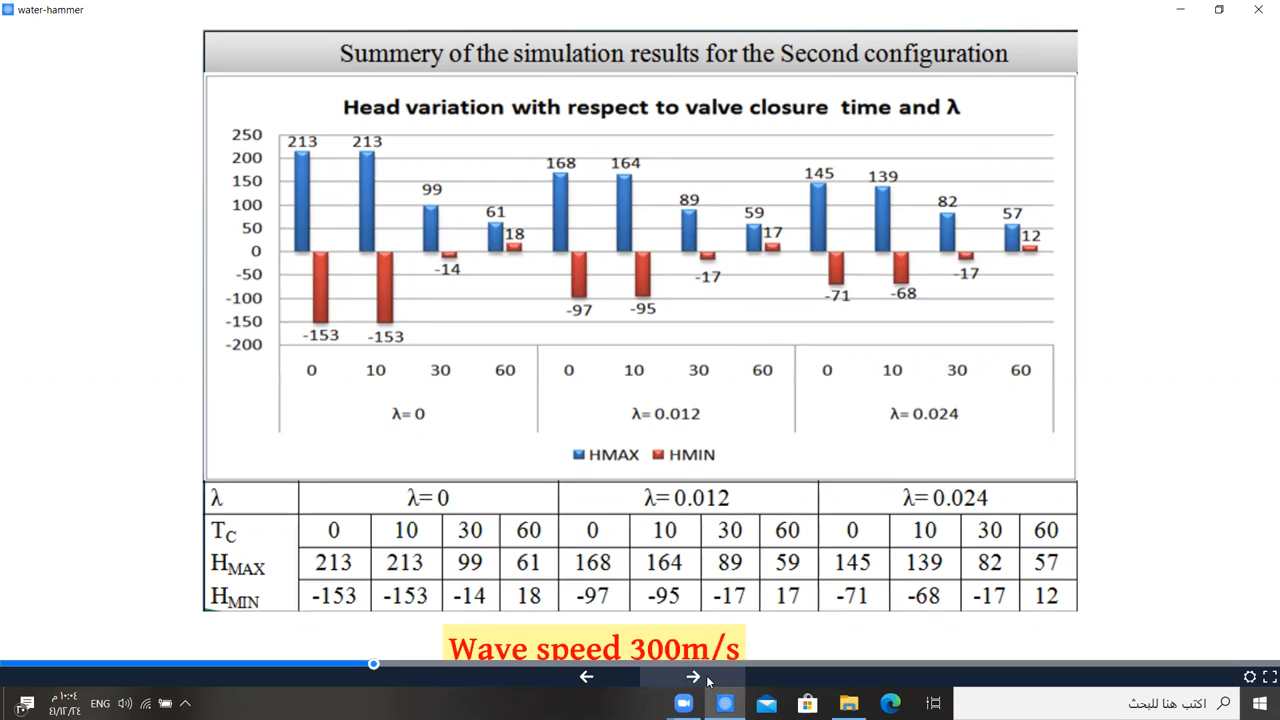 water-hammer
Summery of the simulation results for the Second configuration
Head variation with respect to valve closure time and λ
250
200
150
100
50
0
-50
-100
-150
-200
213 213 99 61 18 168 164 89 59 17 145 139 82 57 12
-153 -153 -14 -97 -95 -17 -71 -68 -17
0 10 30 60 0 10 30 60 0 10 30 60
λ= 0 λ= 0.012 λ= 0.024
HMAX HMIN
λ λ= 0 λ= 0.012 λ= 0.024
TC 0 10 30 60 0 10 30 60 0 10 30 60
HMAX 213 213 99 61 168 164 89 59 145 139 82 57
HMIN -153 -153 -14 18 -97 -95 -17 17 -71 -68 -17 12
Wave speed 300m/s
١٠:٠٤ م
ENG
اكتب هنا للبحث